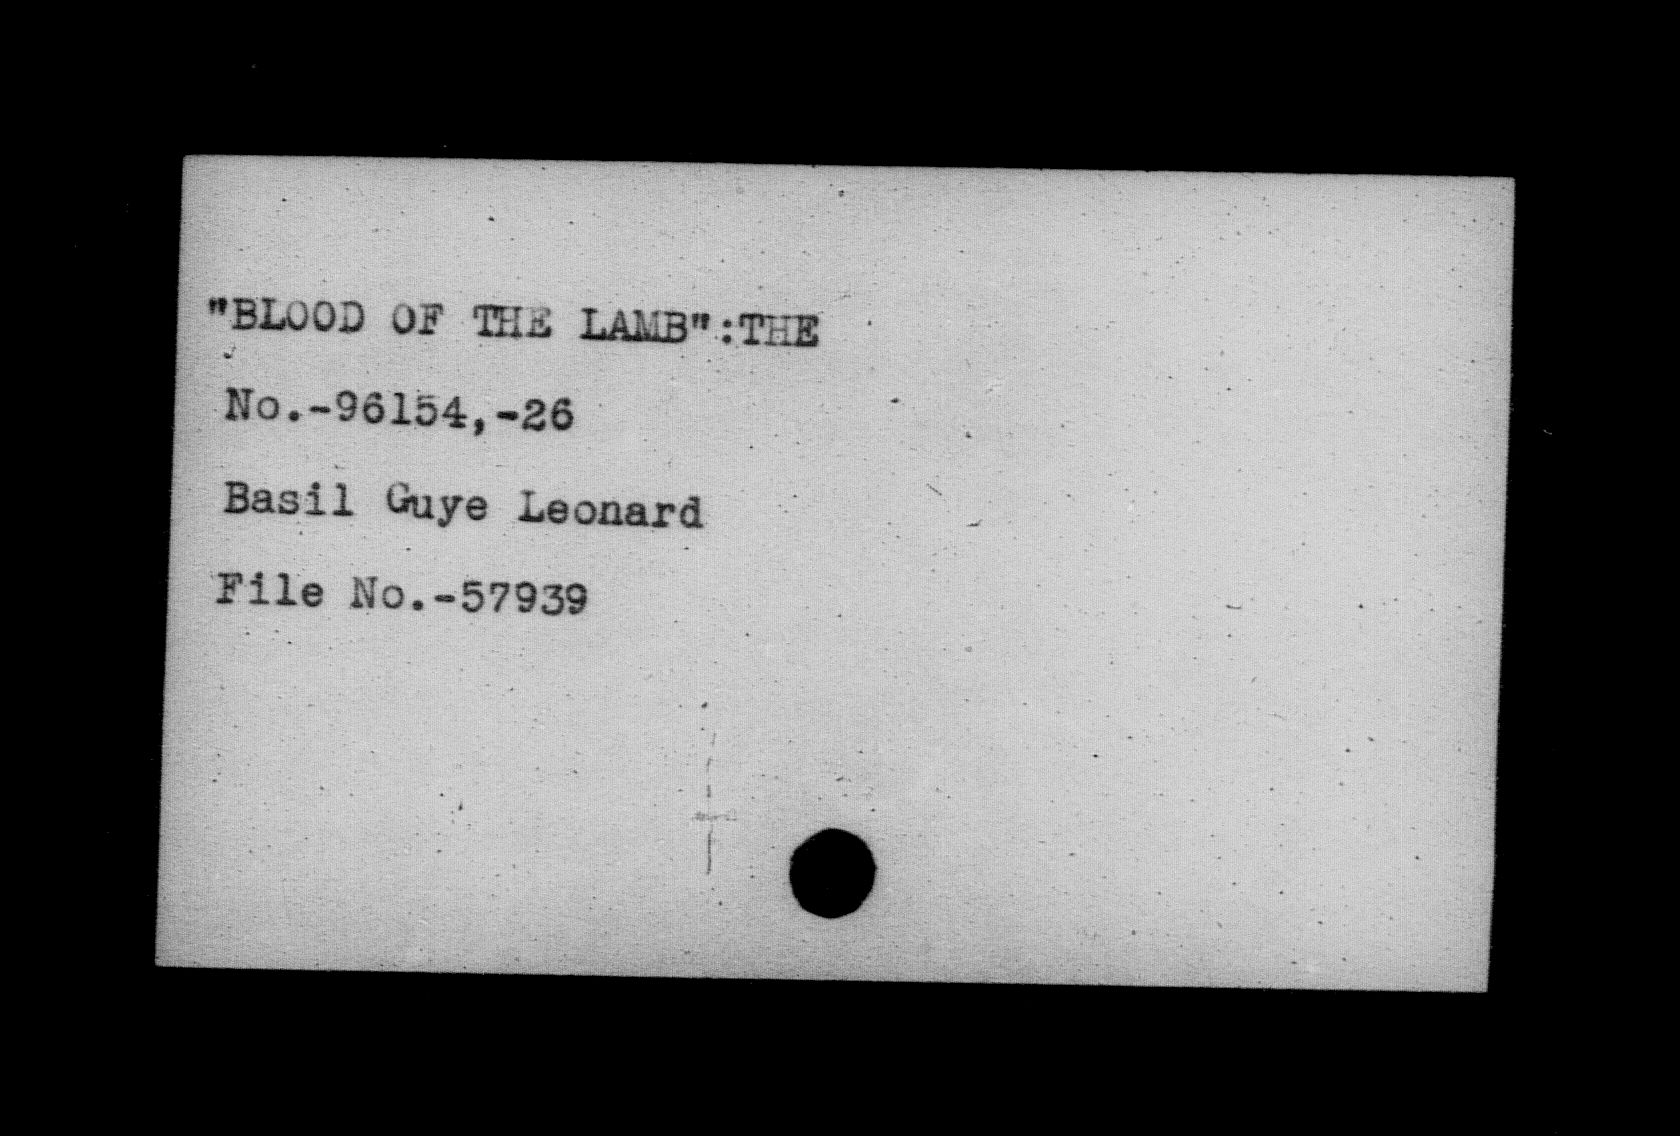 "BLOOD OF THE LAMB":THE
No.-96154,-26
Basil Guye Leonard
File No.-57939